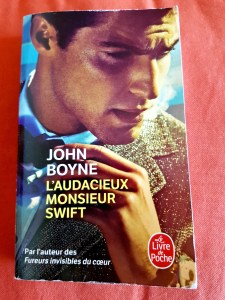 JOHN
BOYNE
L'AUDACIEUX
MONSIEUR
SWIFT
Par l'auteur des
Fureurs invisibles du cœur
Le
Livre
de
Poche